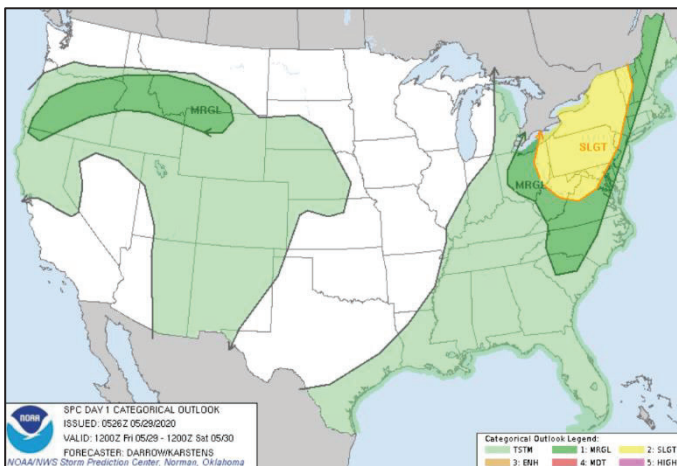 MRGL
SLGT
MRGL
NOAA
SPC DAY 1 CATEGORICAL OUTLOOK
ISSUED: 0526Z 05/29/2020
VALID: 1200Z Fri 05/29 - 1200Z Sat 05/30
FORECASTER: DARROW/KARSTENS
NOAA/NWS Storm Prediction Center, Norman, Oklahoma
Categorical Outlook Legend:
TSTM 1: MRGL 2: SLGT
3: ENH 4: MDT 5: HIGH